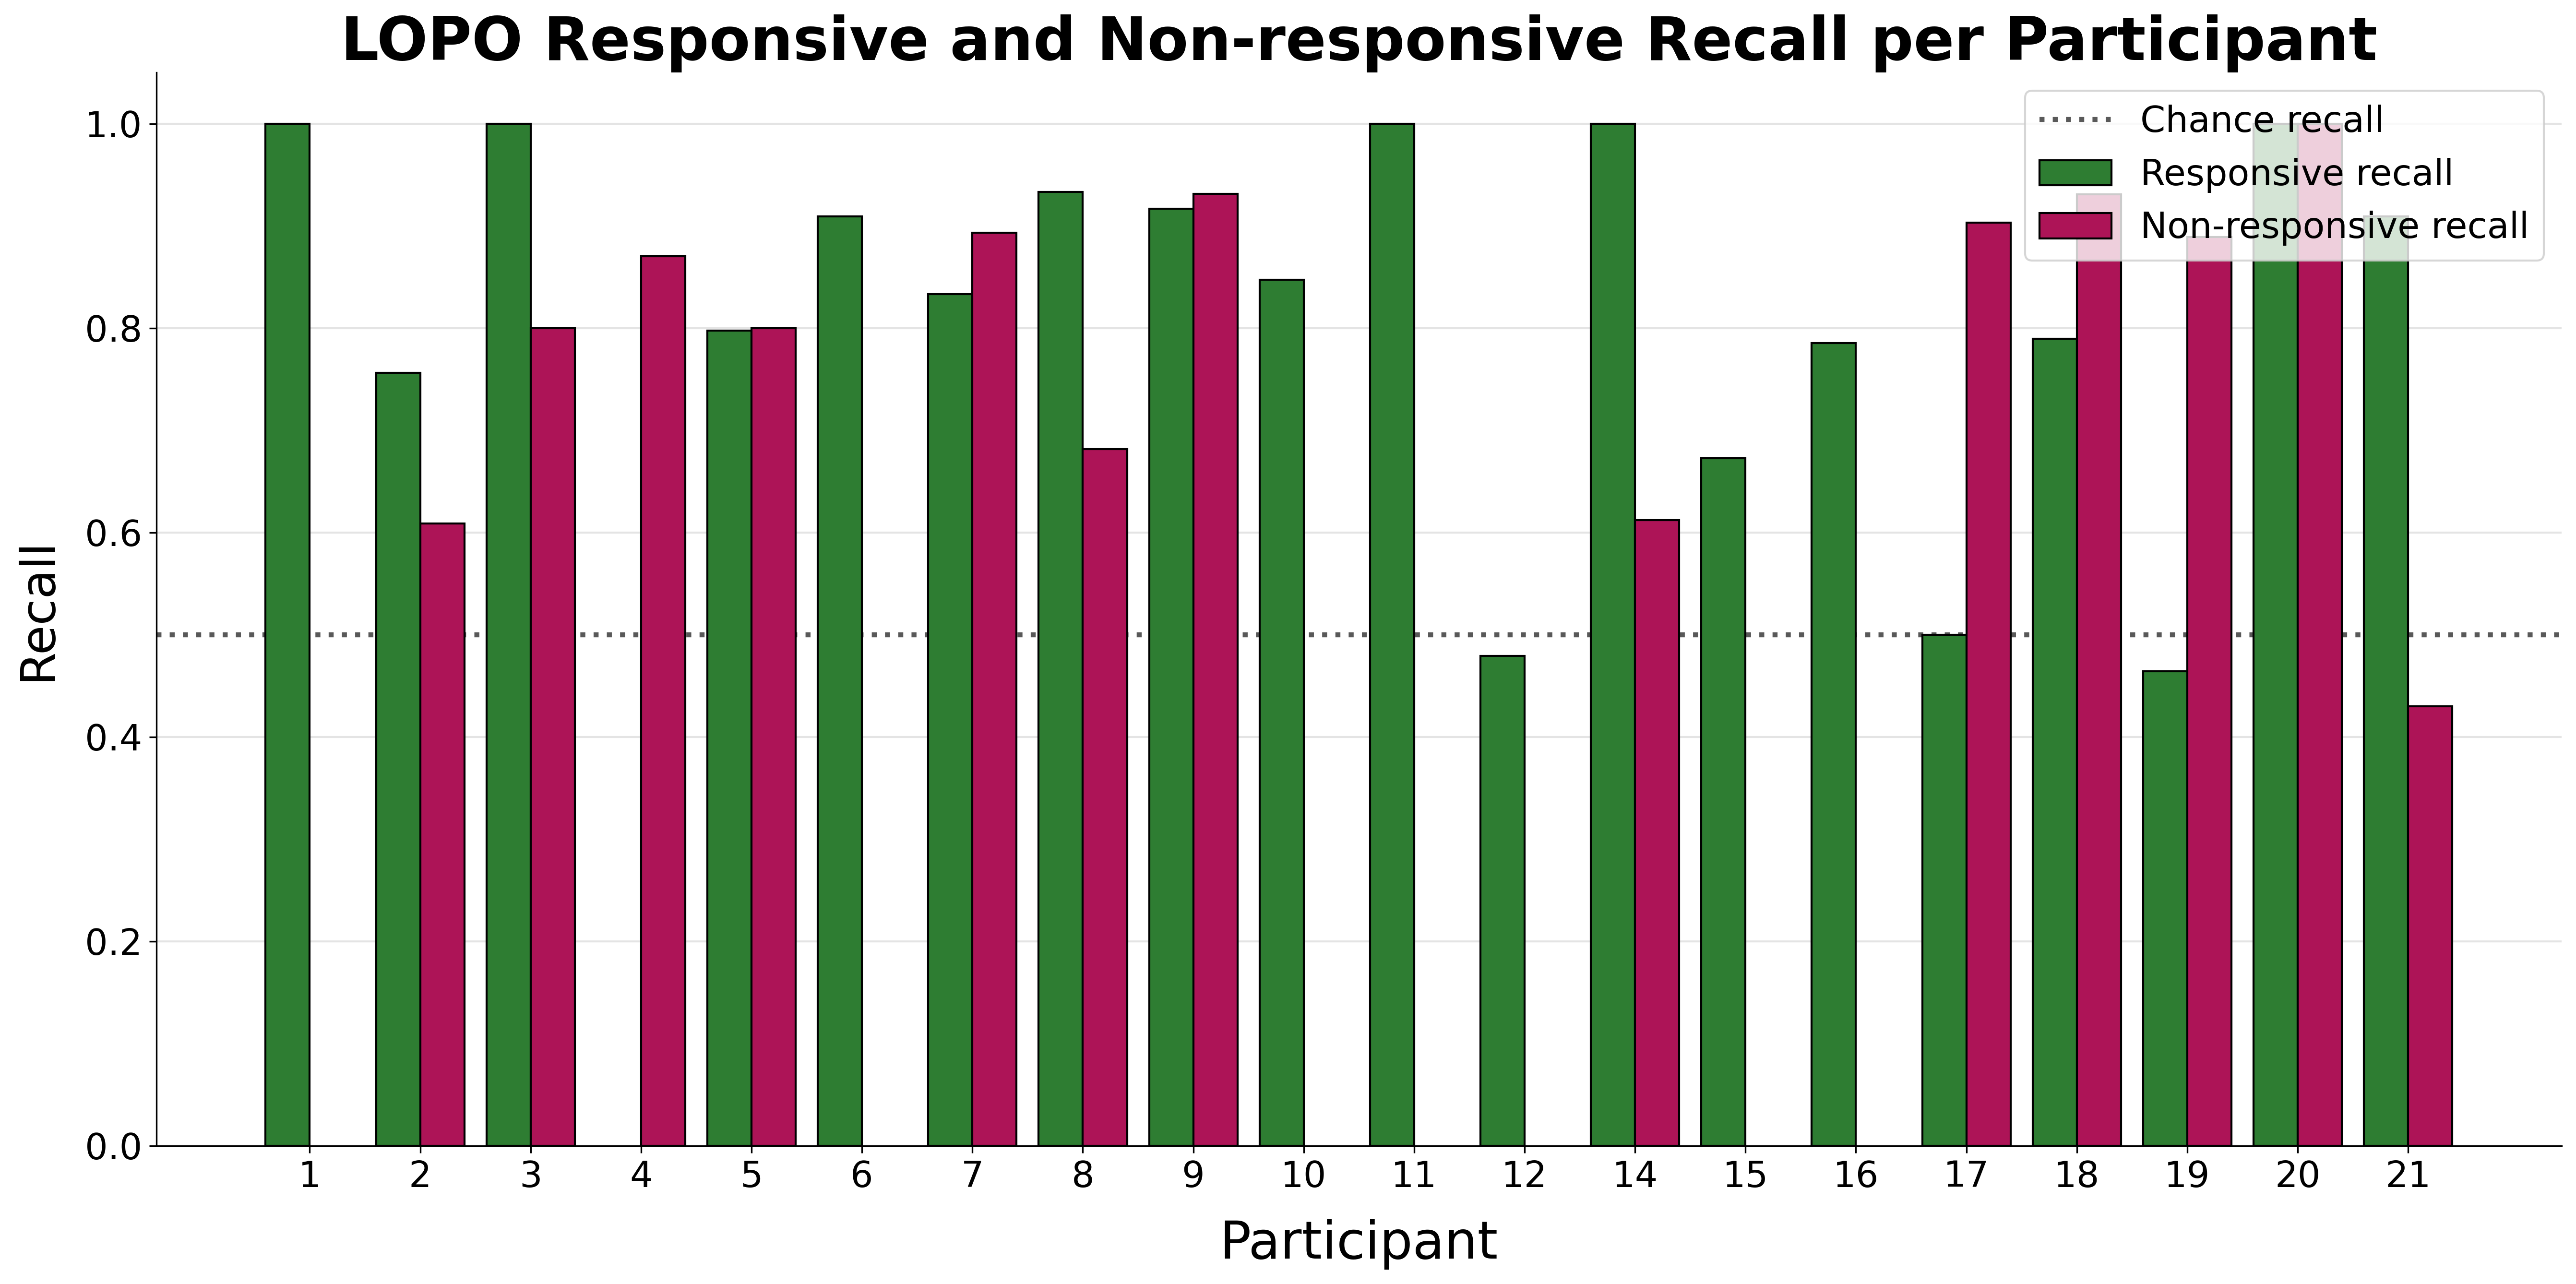 LOPO Responsive and Non-responsive Recall per Participant
Chance recall
Responsive recall
Non-responsive recall
Recall
1.0
0.8
0.6
0.4
0.2
0.0
1 2 3 4 5 6 7 8 9 10 11 12 14 15 16 17 18 19 20 21
Participant